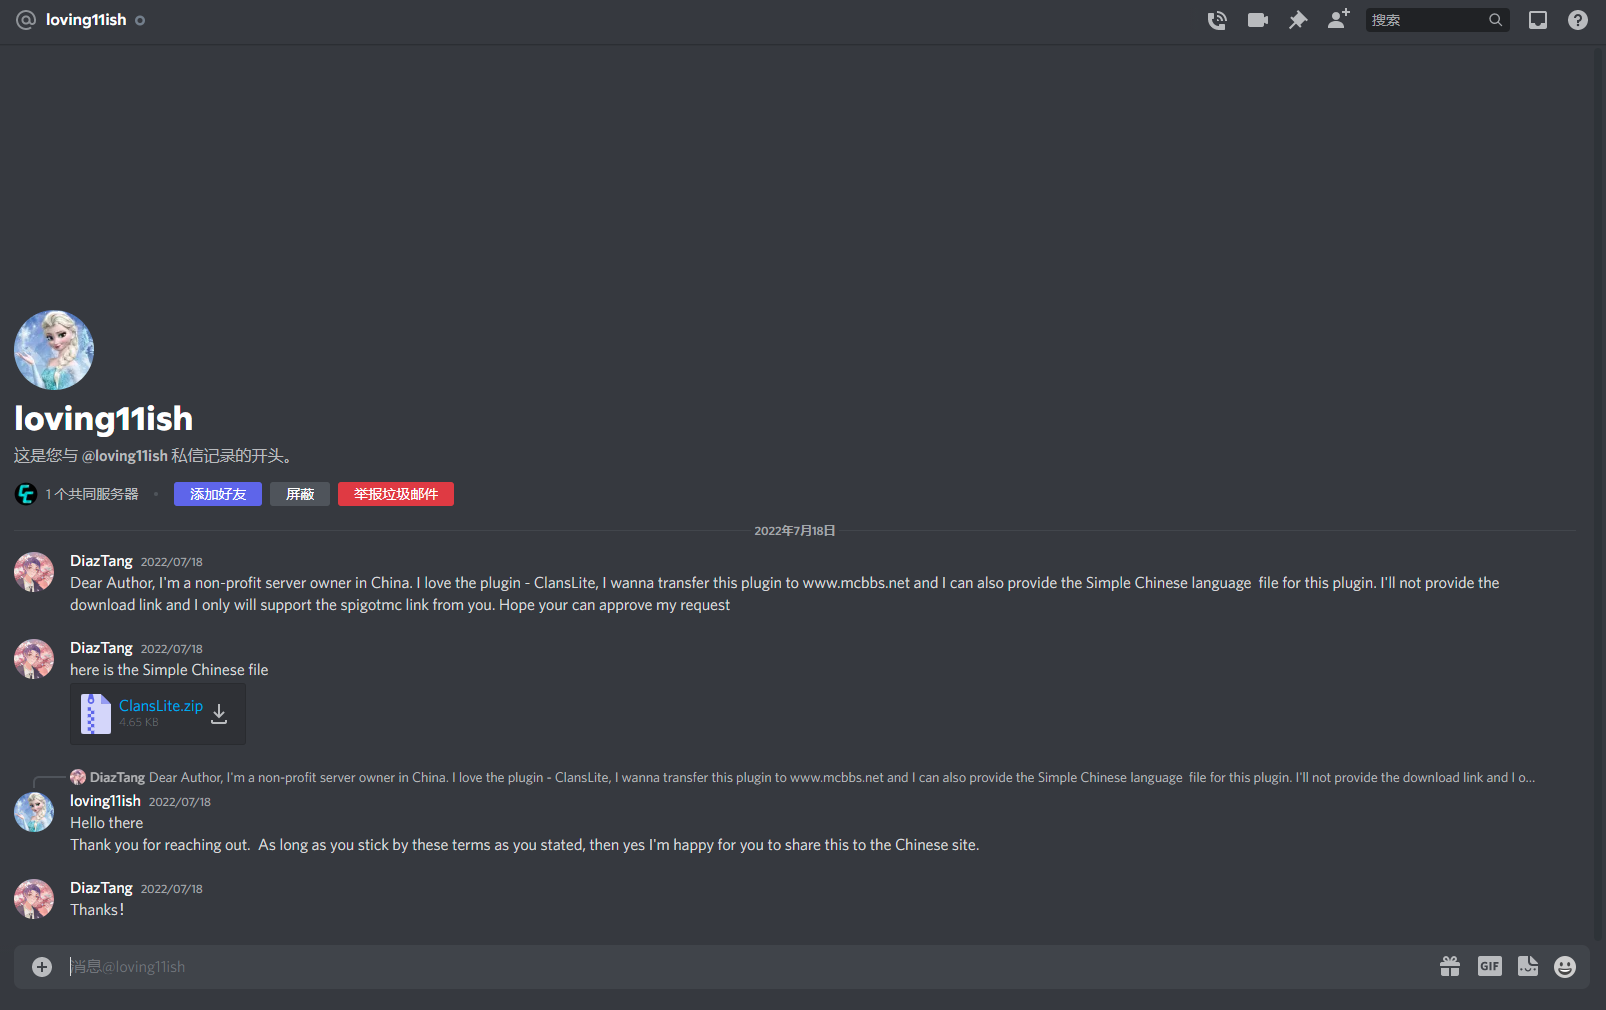 loving11ish
搜索
loving11ish
这是您与 @loving11ish 私信记录的开头。
1 个共同服务器
添加好友
屏蔽
举报垃圾邮件
2022年7月18日
DiazTang 2022/07/18
Dear Author, I'm a non-profit server owner in China. I love the plugin - ClansLite, I wanna transfer this plugin to www.mcbbs.net and I can also provide the Simple Chinese language  file for this plugin. I'll not provide the
download link and I only will support the spigotmc link from you. Hope your can approve my request
DiazTang 2022/07/18
here is the Simple Chinese file
ClansLite.zip
4.65 KB
DiazTang Dear Author, I'm a non-profit server owner in China. I love the plugin - ClansLite, I wanna transfer this plugin to www.mcbbs.net and I can also provide the Simple Chinese language  file for this plugin. I'll not provide the download link and I o...
loving11ish 2022/07/18
Hello there
Thank you for reaching out.  As long as you stick by these terms as you stated, then yes I'm happy for you to share this to the Chinese site.
DiazTang 2022/07/18
Thanks！
消息@loving11ish
GIF